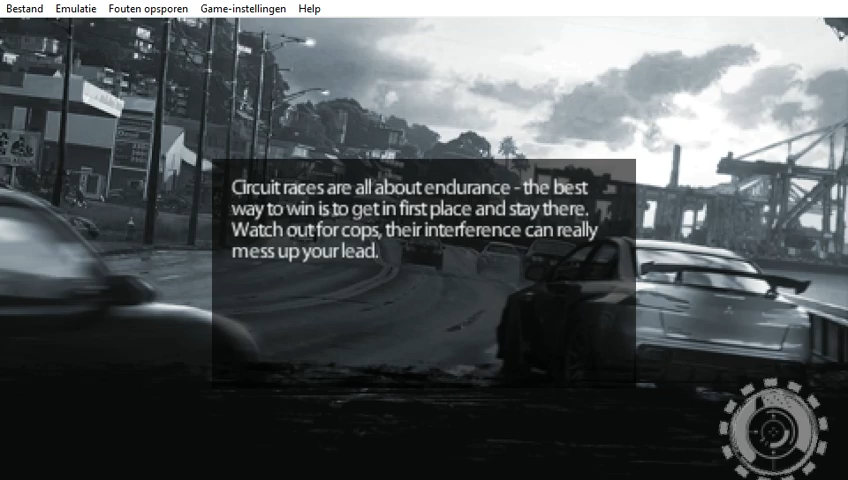 Bestand Emulatie Fouten opsporen Game-instellingen Help
Circuit races are all about endurance - the best
way to win is to get in first place and stay there.
Watch out for cops, their interference can really
mess up your lead.